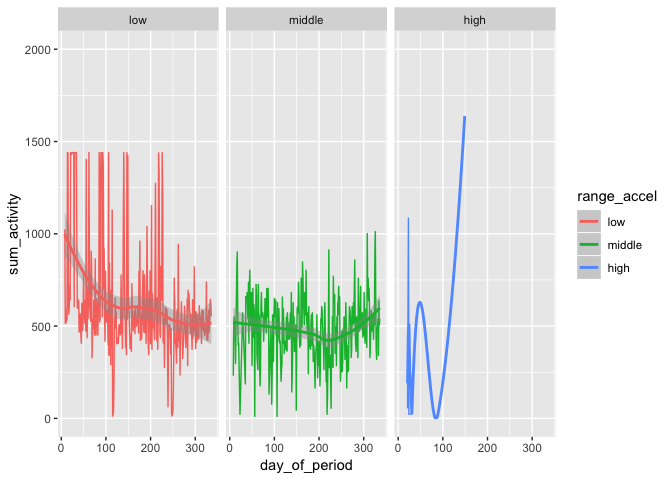 low middle high
2000
1500
1000
500
0
sum_activity
0 100 200 300 0 100 200 300 0 100 200 300
day_of_period
range_accel
low
middle
high